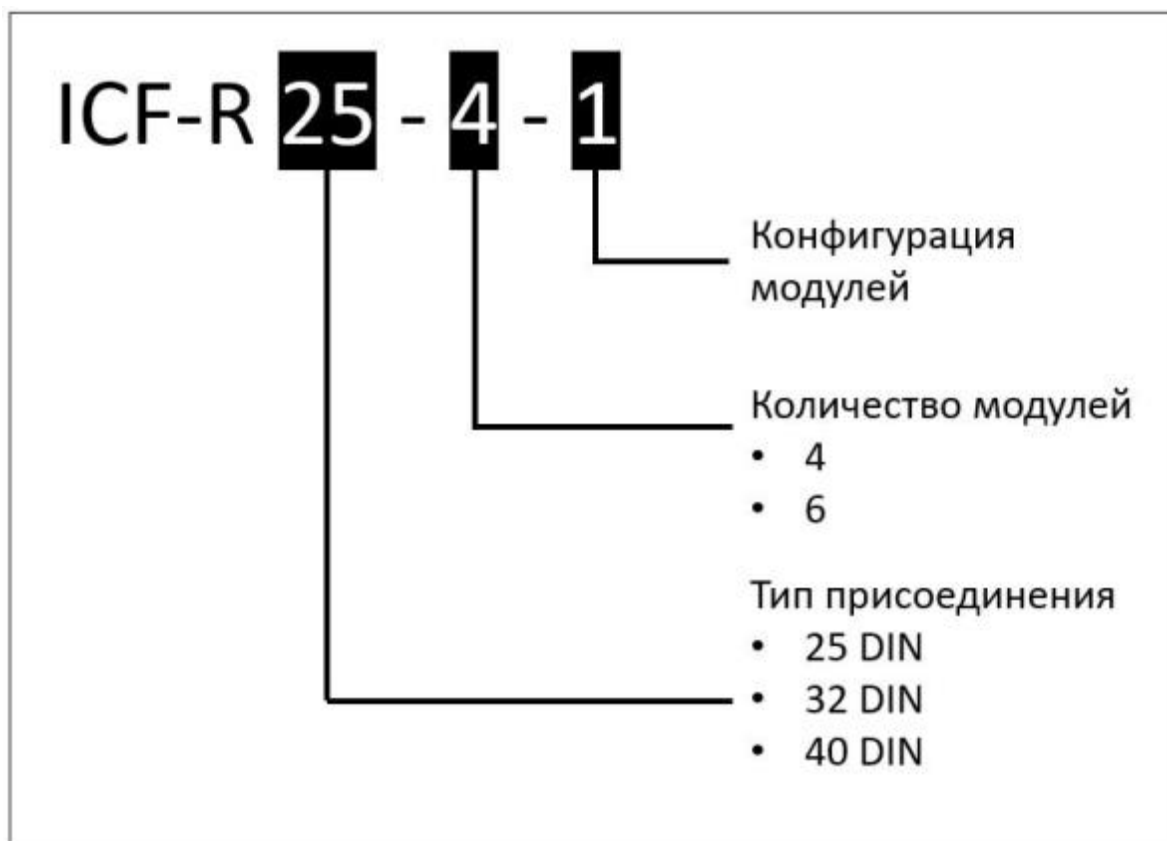 ICF-R 25 - 4 - 1
Конфигурация
модулей
Количество модулей
• 4
• 6
Тип присоединения
• 25 DIN
• 32 DIN
• 40 DIN